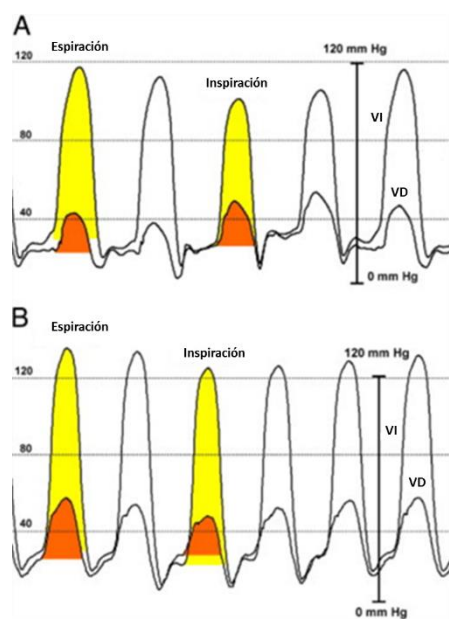 A
Espiración
Inspiración
120 mm Hg
120
VI
80
VD
40
0 mm Hg
B
Espiración
Inspiración
120 mm Hg
120
VI
80
VD
40
0 mm Hg